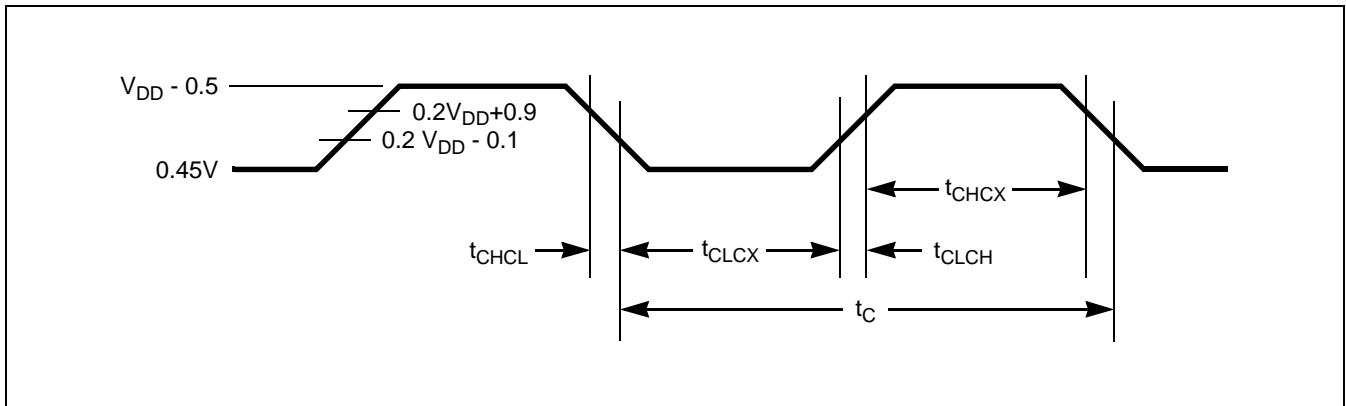 V_DD - 0.5
0.2V_DD+0.9
0.2 V_DD - 0.1
0.45V
t_CHCX
t_CHCL
t_CLCX
t_CLCH
t_C